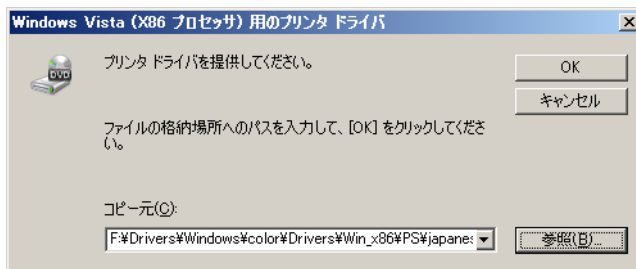 Windows Vista (X86 プロセッサ) 用のプリンタ ドライバ
DVD
プリンタ ドライバを提供してください。
OK
キャンセル
ファイルの格納場所へのパスを入力して、[OK] をクリックしてくださ
い。
コピー元(C):
F:¥Drivers¥Windows¥color¥Drivers¥Win_x86¥PS¥japanes
参照(B)...